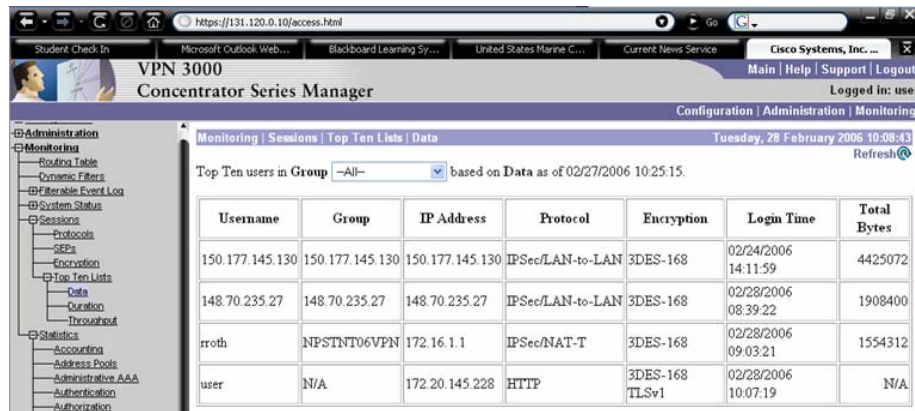 https://131.120.0.10/access.html
Go
G
Student Check In
Microsoft Outlook Web...
Blackboard Learning Sy...
United States Marine C...
Current News Service
Cisco Systems, Inc. ...
VPN 3000
Concentrator Series Manager
Main | Help | Support | Logout
Logged in: use
Configuration | Administration | Monitoring
Administration
Monitoring
Routing Table
Dynamic Filters
Filterable Event Log
System Status
Sessions
Protocols
SEPs
Encryption
Top Ten Lists
Data
Duration
Throughput
Statistics
Accounting
Address Pools
Administrative AAA
Authentication
Authorization
Monitoring | Sessions | Top Ten Lists | Data
Tuesday, 28 February 2006 10:08:43
Refresh
Top Ten users in Group --All-- based on Data as of 02/27/2006 10:25:15.
Username Group IP Address Protocol Encryption Login Time Total Bytes
150.177.145.130 150.177.145.130 150.177.145.130 IPSec/LAN-to-LAN 3DES-168 02/24/2006 14:11:59 4425072
148.70.235.27 148.70.235.27 148.70.235.27 IPSec/LAN-to-LAN 3DES-168 02/28/2006 08:39:22 1908400
rroth NPSTNT06VPN 172.16.1.1 IPSec/NAT-T 3DES-168 02/28/2006 09:03:21 1554312
user N/A 172.20.145.228 HTTP 3DES-168 TLSv1 02/28/2006 10:07:19 N/A